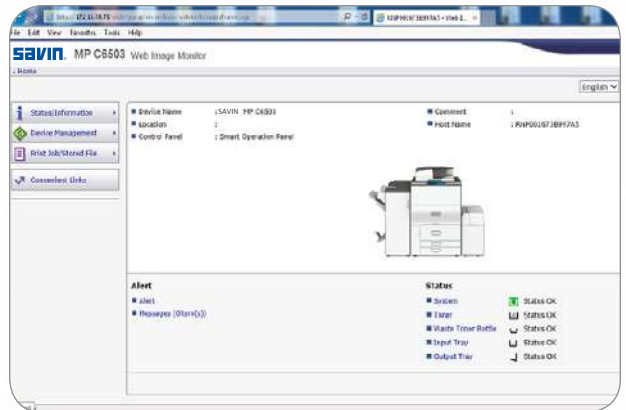 File Edit View Favorites Tools Help
SAVIN MP C6503 Web Image Monitor
Home
English
Status/Information
Device Management
Print Job/Stored File
Convenient Links
Device Name : SAVIN MP C6503
Location :
Control Panel : Smart Operation Panel
Comment :
Host Name :
Alert
Alert
Messages (0item(s))
Status
System Status OK
Toner Status OK
Waste Toner Bottle Status OK
Input Tray Status OK
Output Tray Status OK